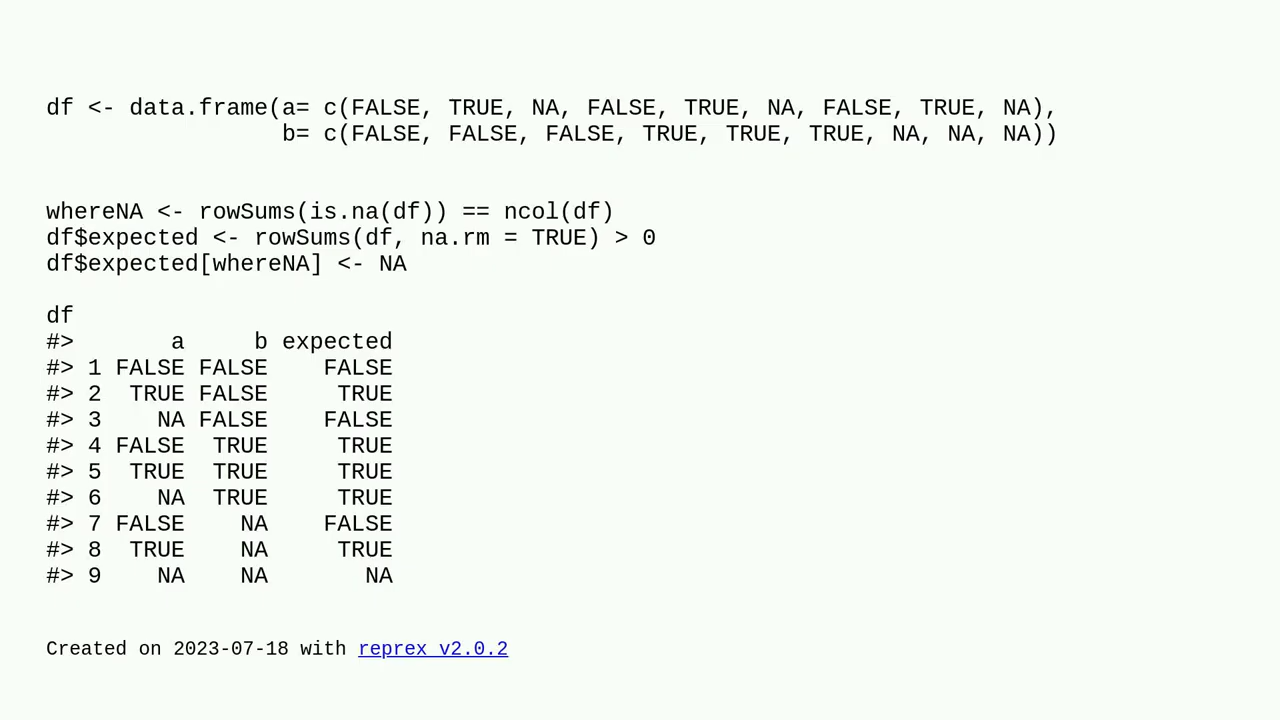 df <- data.frame(a= c(FALSE, TRUE, NA, FALSE, TRUE, NA, FALSE, TRUE, NA),
                 b= c(FALSE, FALSE, FALSE, TRUE, TRUE, TRUE, NA, NA, NA))
whereNA <- rowSums(is.na(df)) == ncol(df)
df$expected <- rowSums(df, na.rm = TRUE) > 0
df$expected[whereNA] <- NA
df
#>       a     b expected
#> 1 FALSE FALSE    FALSE
#> 2  TRUE FALSE     TRUE
#> 3    NA FALSE    FALSE
#> 4 FALSE  TRUE     TRUE
#> 5  TRUE  TRUE     TRUE
#> 6    NA  TRUE     TRUE
#> 7 FALSE    NA    FALSE
#> 8  TRUE    NA     TRUE
#> 9    NA    NA       NA
Created on 2023-07-18 with reprex v2.0.2